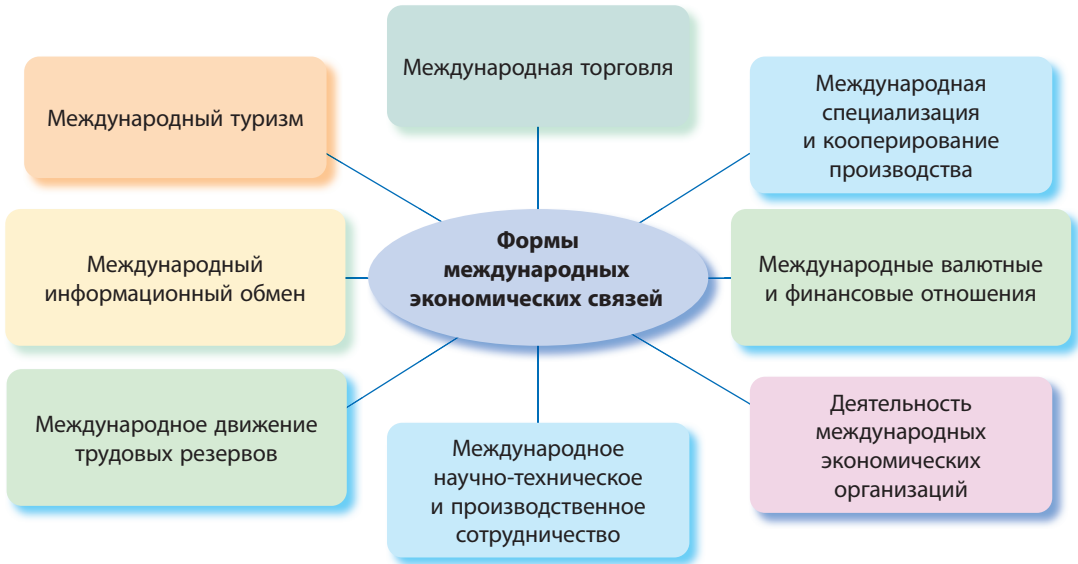 Международная торговля
Международный туризм
Международная
специализация
и кооперирование
производства
Формы
международных
экономических связей
Международный
информационный обмен
Международные валютные
и финансовые отношения
Международное движение
трудовых резервов
Международное
научно-техническое
и производственное
сотрудничество
Деятельность
международных
экономических
организаций